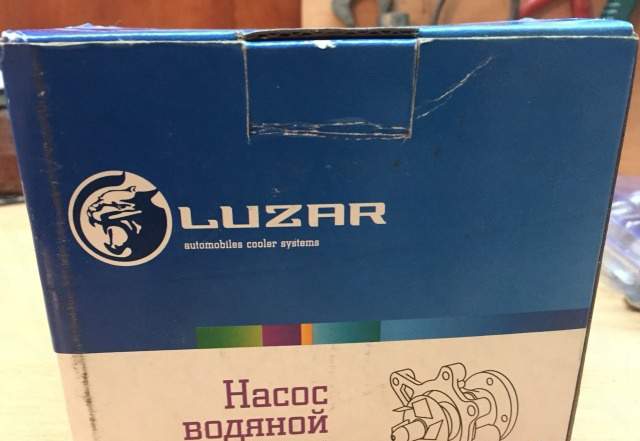 LUZAR
automobiles cooler systems
Насос
водяной